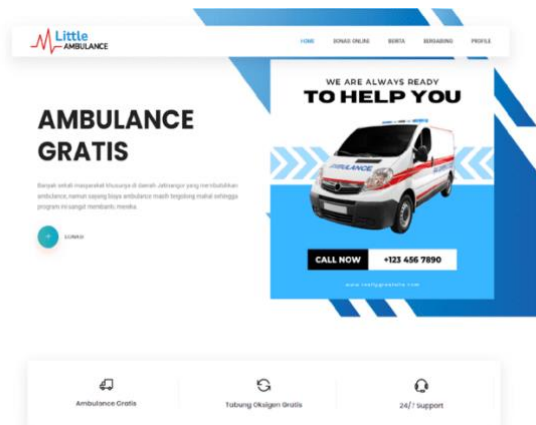 Little
AMBULANCE
HOME DONASI ONLINE BERITA BERGABUNG PROFILE
AMBULANCE
GRATIS
Banyak sekali masyarakat khususnya di daerah Jatinangor yang membutuhkan
ambulance, namun sayang biaya ambulance masih tergolong mahal sehingga
program ini sangat membantu mereka.
DONASI
WE ARE ALWAYS READY
TO HELP YOU
AMBULANCE
CALL NOW +123 456 7890
Ambulance Gratis
Tabung Oksigen Gratis
24/7 Support